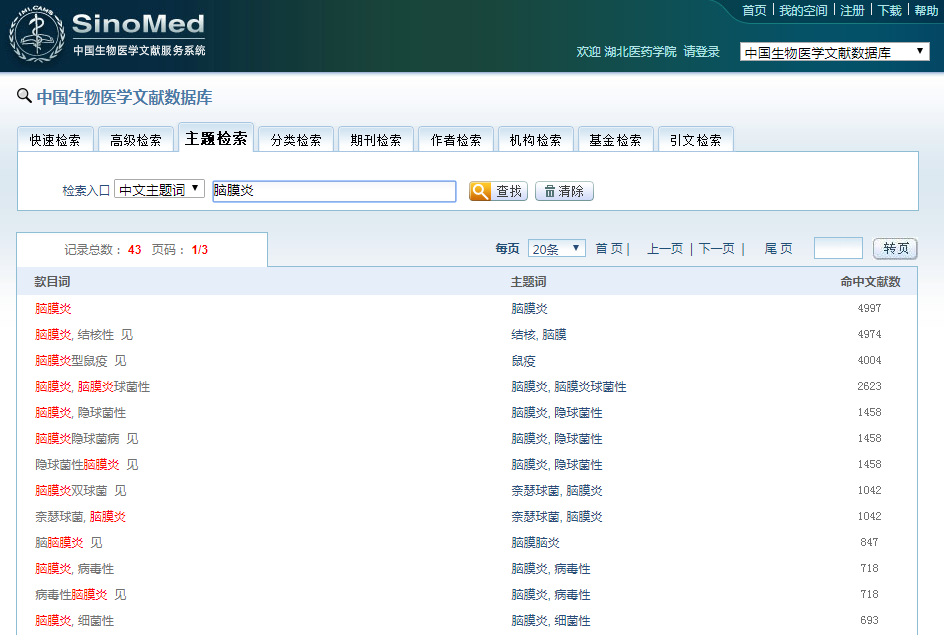 首页 | 我的空间 | 注册 | 下载 | 帮助
IMI, CAMS
SinoMed
中国生物医学文献服务系统
欢迎 湖北医药学院 请登录 中国生物医学文献数据库
中国生物医学文献数据库
快速检索 高级检索 主题检索 分类检索 期刊检索 作者检索 机构检索 基金检索 引文检索
检索入口 中文主题词 脑膜炎 查找 清除
记录总数： 43 页码： 1/3 每页 20条 首 页 | 上一页 | 下一页 | 尾 页 转 页
款目词 主题词 命中文献数
脑膜炎 脑膜炎 4997
脑膜炎, 结核性 见 结核, 脑膜 4974
脑膜炎型鼠疫 见 鼠疫 4004
脑膜炎, 脑膜炎球菌性 脑膜炎, 脑膜炎球菌性 2623
脑膜炎, 隐球菌性 脑膜炎, 隐球菌性 1458
脑膜炎隐球菌病 见 脑膜炎, 隐球菌性 1458
隐球菌性脑膜炎 见 脑膜炎, 隐球菌性 1458
脑膜炎双球菌 见 奈瑟球菌, 脑膜炎 1042
奈瑟球菌, 脑膜炎 奈瑟球菌, 脑膜炎 1042
脑脑膜炎 见 脑膜脑炎 847
脑膜炎, 病毒性 脑膜炎, 病毒性 718
病毒性脑膜炎 见 脑膜炎, 病毒性 718
脑膜炎, 细菌性 脑膜炎, 细菌性 693